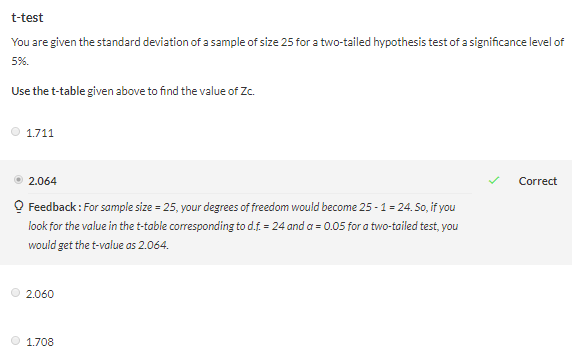 t-test
You are given the standard deviation of a sample of size 25 for a two-tailed hypothesis test of a significance level of
5%.
Use the t-table given above to find the value of Zc.
1.711
2.064
Correct
Feedback : For sample size = 25, your degrees of freedom would become 25 - 1 = 24. So, if you
look for the value in the t-table corresponding to d.f. = 24 and α = 0.05 for a two-tailed test, you
would get the t-value as 2.064.
2.060
1.708